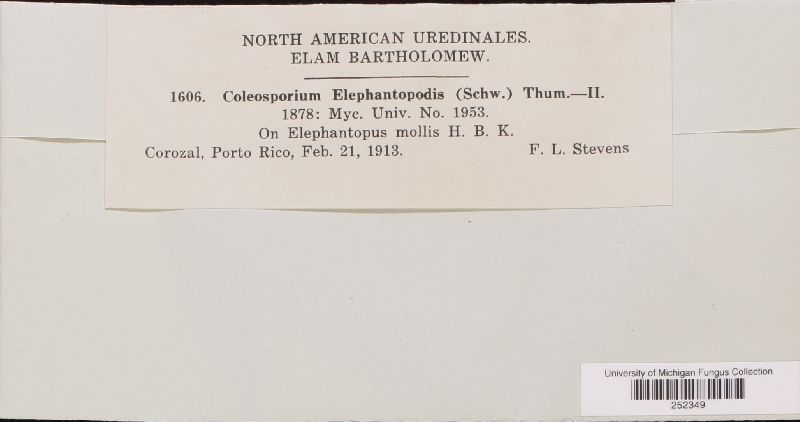 NORTH AMERICAN UREDINALES.
ELAM BARTHOLOMEW.
1606. Coleosporium Elephantopodis (Schw.) Thum.—II.
1878: Myc. Univ. No. 1953.
On Elephantopus mollis H. B. K.
Corozal, Porto Rico, Feb. 21, 1913. F. L. Stevens
University of Michigan Fungus Collection
252349